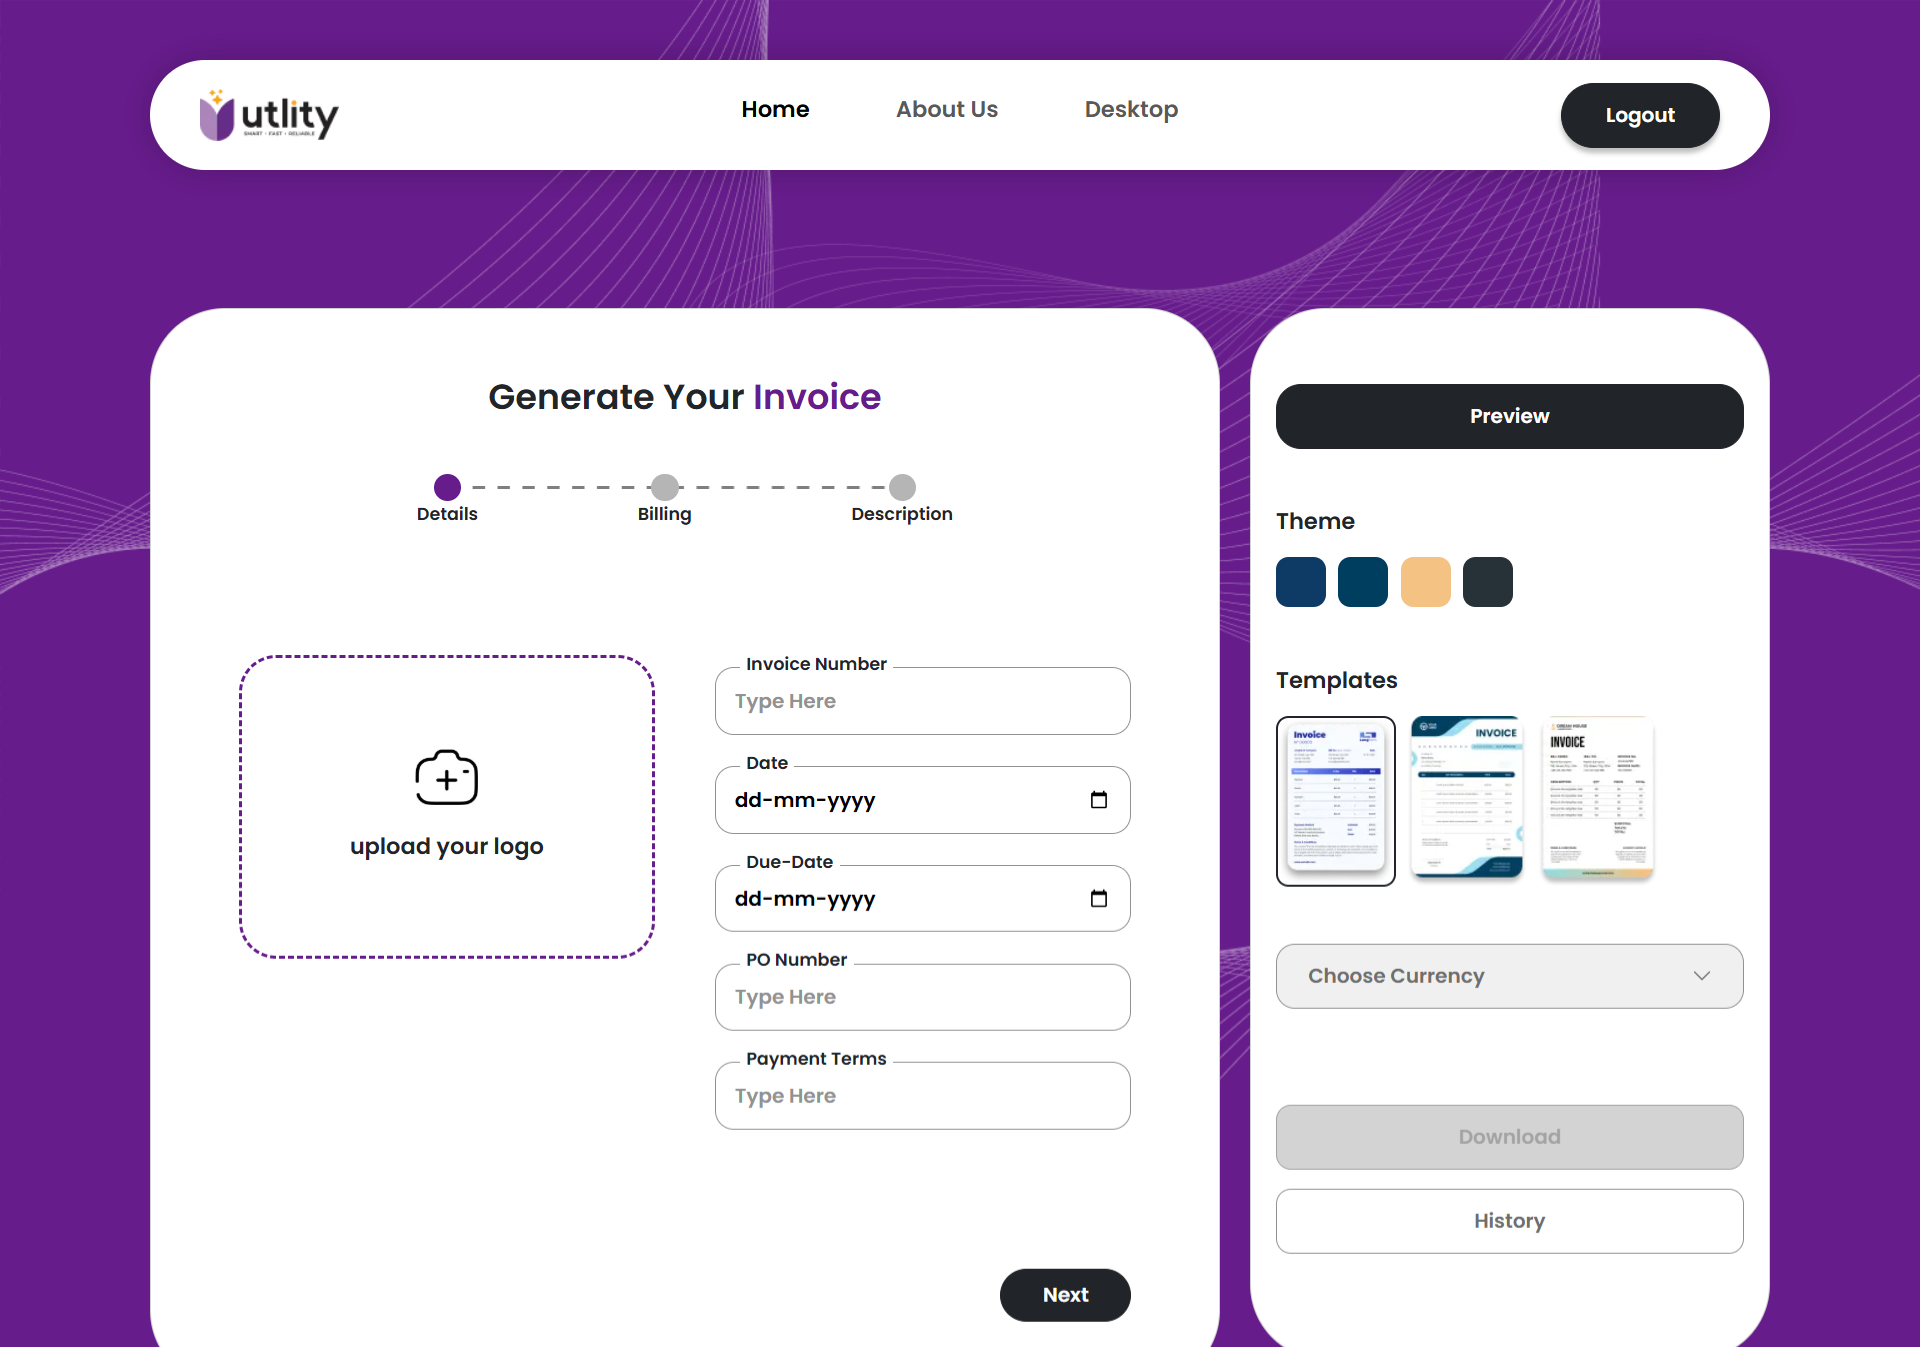 utlity
SMART • FAST • RELIABLE
Home
About Us
Desktop
Logout
Generate Your Invoice
Details
Billing
Description
upload your logo
Invoice Number
Type Here
Date
dd-mm-yyyy
Due-Date
dd-mm-yyyy
PO Number
Type Here
Payment Terms
Type Here
Next
Preview
Theme
Templates
Invoice
INVOICE
INVOICE
Choose Currency
Download
History